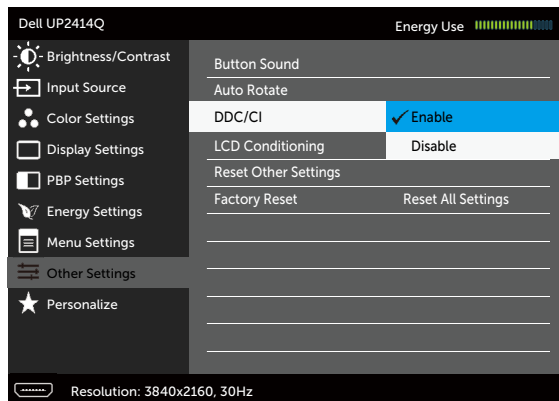 Dell UP2414Q
Energy Use
Brightness/Contrast
Input Source
Color Settings
Display Settings
PBP Settings
Energy Settings
Menu Settings
Other Settings
Personalize
Button Sound
Auto Rotate
DDC/CI
Enable
LCD Conditioning
Disable
Reset Other Settings
Factory Reset
Reset All Settings
Resolution: 3840x2160, 30Hz